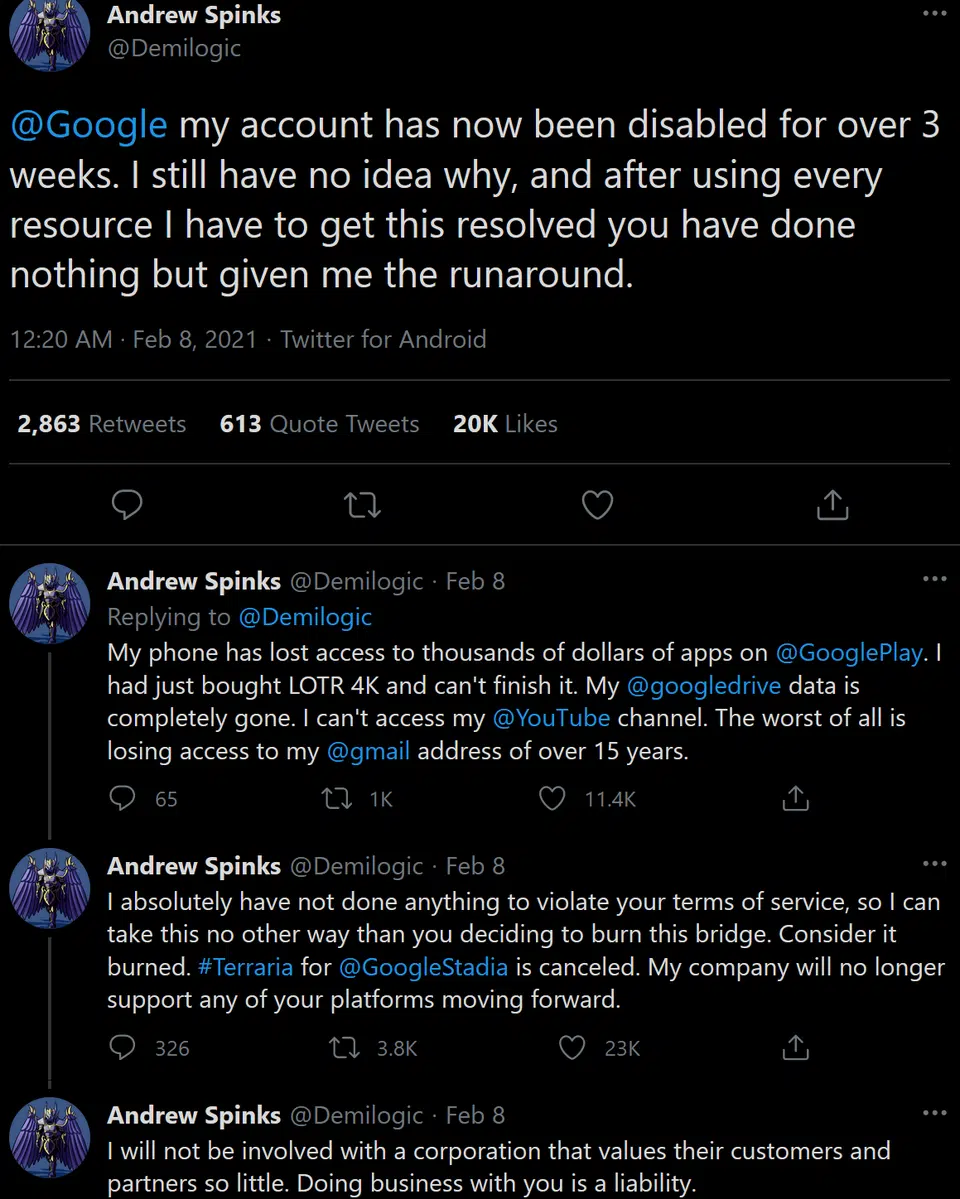 Andrew Spinks
@Demilogic
@Google my account has now been disabled for over 3
weeks. I still have no idea why, and after using every
resource I have to get this resolved you have done
nothing but given me the runaround.
12:20 AM · Feb 8, 2021 · Twitter for Android
2,863 Retweets 613 Quote Tweets 20K Likes
Andrew Spinks @Demilogic · Feb 8
Replying to @Demilogic
My phone has lost access to thousands of dollars of apps on @GooglePlay. I
had just bought LOTR 4K and can't finish it. My @googledrive data is
completely gone. I can't access my @YouTube channel. The worst of all is
losing access to my @gmail address of over 15 years.
65 1K 11.4K
Andrew Spinks @Demilogic · Feb 8
I absolutely have not done anything to violate your terms of service, so I can
take this no other way than you deciding to burn this bridge. Consider it
burned. #Terraria for @GoogleStadia is canceled. My company will no longer
support any of your platforms moving forward.
326 3.8K 23K
Andrew Spinks @Demilogic · Feb 8
I will not be involved with a corporation that values their customers and
partners so little. Doing business with you is a liability.